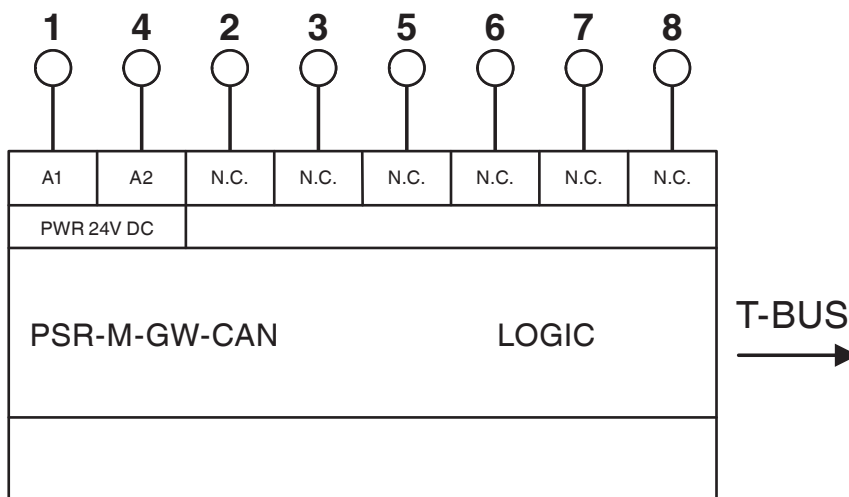 1 4 2 3 5 6 7 8
A1 A2 N.C. N.C. N.C. N.C. N.C. N.C.
PWR 24V DC
PSR-M-GW-CAN LOGIC
T-BUS